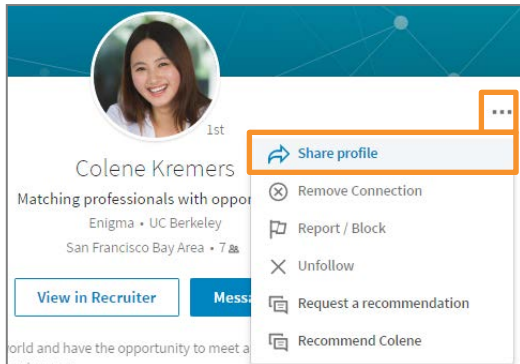 1st
Colene Kremers
Matching professionals with oppor
Enigma • UC Berkeley
San Francisco Bay Area • 7
View in Recruiter
Messa
orld and have the opportunity to meet a
...
Share profile
Remove Connection
Report / Block
Unfollow
Request a recommendation
Recommend Colene